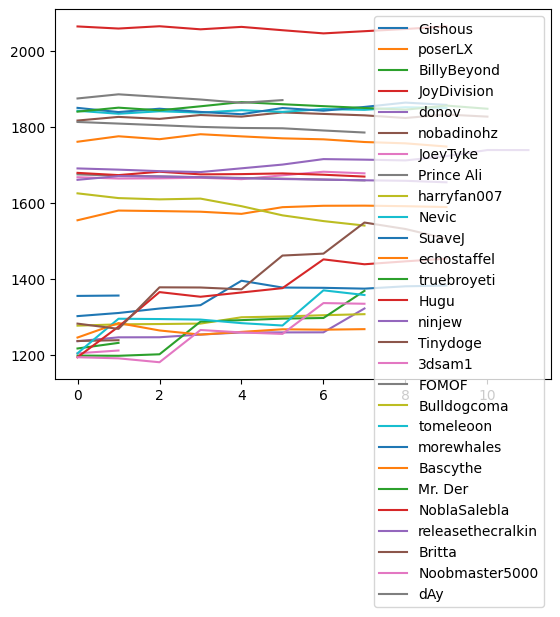 2000
1800
1600
1400
1200
0
2
4
6
8
10
Gishous
poserLX
BillyBeyond
JoyDivision
donov
nobadinohz
JoeyTyke
Prince Ali
harryfan007
Nevic
SuaveJ
echostaffel
truebroyeti
Hugu
ninjew
Tinydoge
3dsam1
FOMOF
Bulldogcoma
tomeleoon
morewhales
Bascythe
Mr. Der
NoblaSalebla
releasethecralkin
Britta
Noobmaster5000
dAy